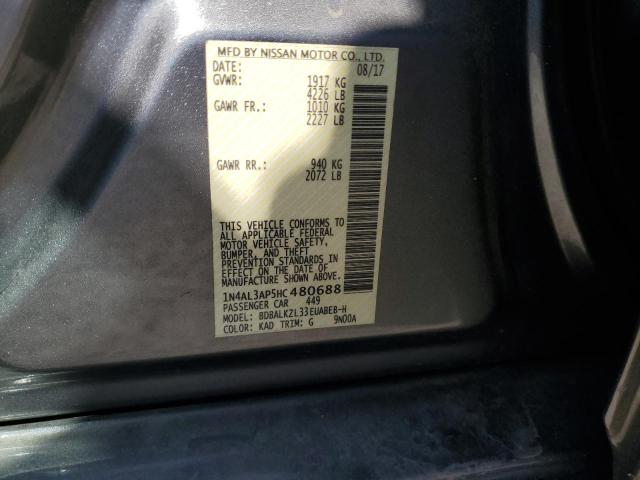 MFD BY NISSAN MOTOR CO., LTD.
DATE: 08/17
GVWR: 1917 KG
4226 LB
GAWR FR.: 1010 KG
2227 LB
GAWR RR.: 940 KG
2072 LB
THIS VEHICLE CONFORMS TO
ALL APPLICABLE FEDERAL
MOTOR VEHICLE SAFETY,
BUMPER, AND THEFT
PREVENTION STANDARDS IN
EFFECT ON THE DATE OF
MANUFACTURE SHOWN ABOVE.
1N4AL3AP5HC480688
PASSENGER CAR 449
MODEL: BDBALKZL33EUABEB-H
COLOR: KAD TRIM: G 9N00A